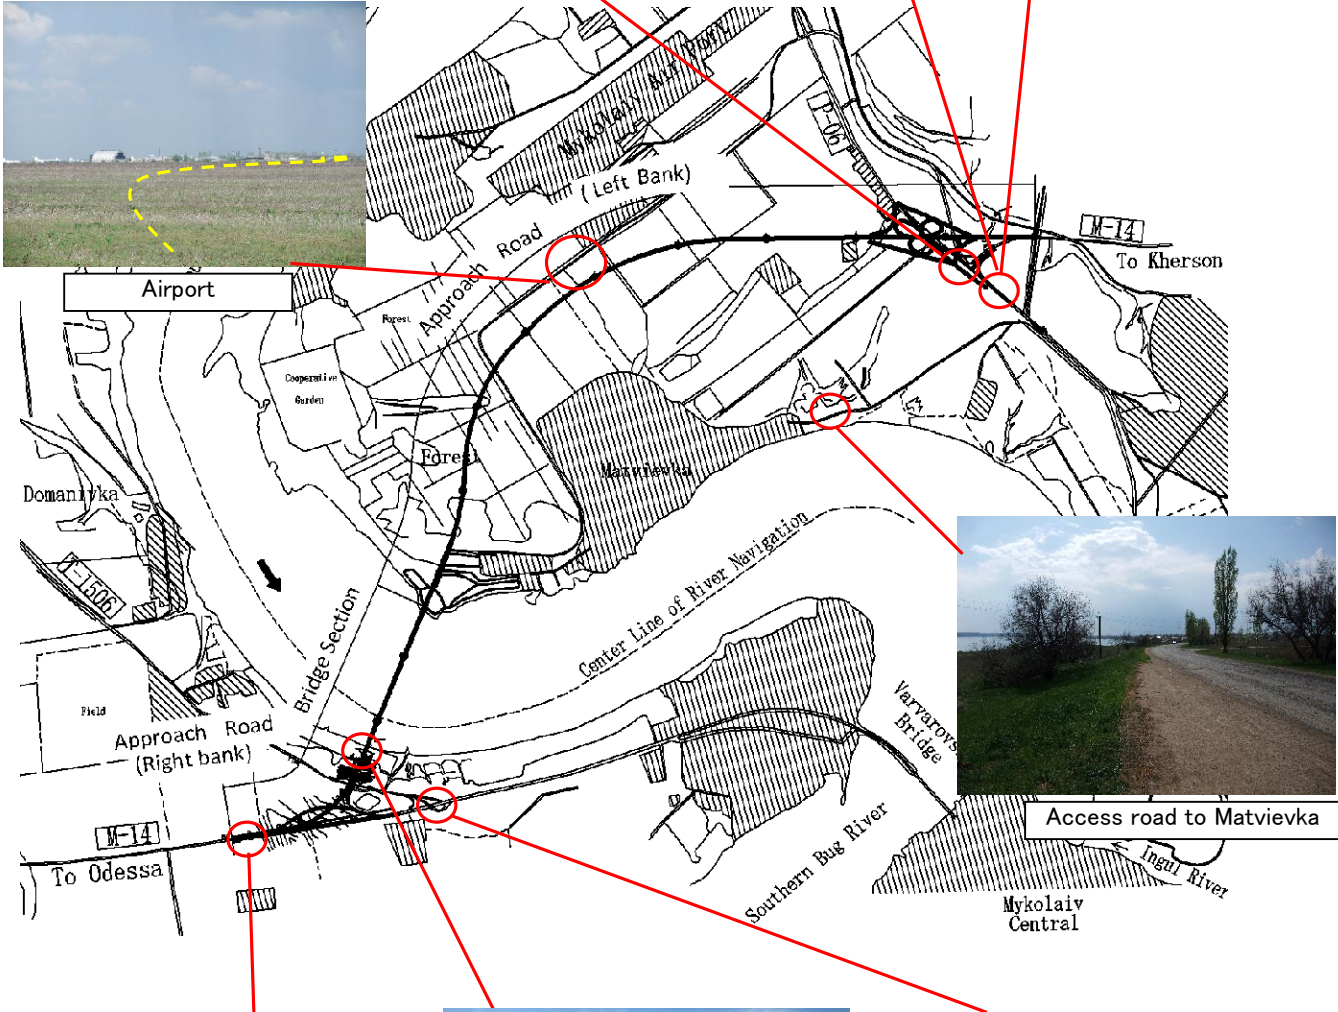 Airport
Mykolaiv Air Port
P-06
(Left Bank)
Approach Road
M-14
To Kherson
Forest
Cooperative
Garden
Forest
Matvievka
Domanivka
T-1506
Bridge Section
Center Line of River Navigation
Field
Approach Road
(Right bank)
Varvarovs
Bridge
Access road to Matvievka
M-14
To Odessa
Southern Bug River
Ingul River
Mykolaiv
Central